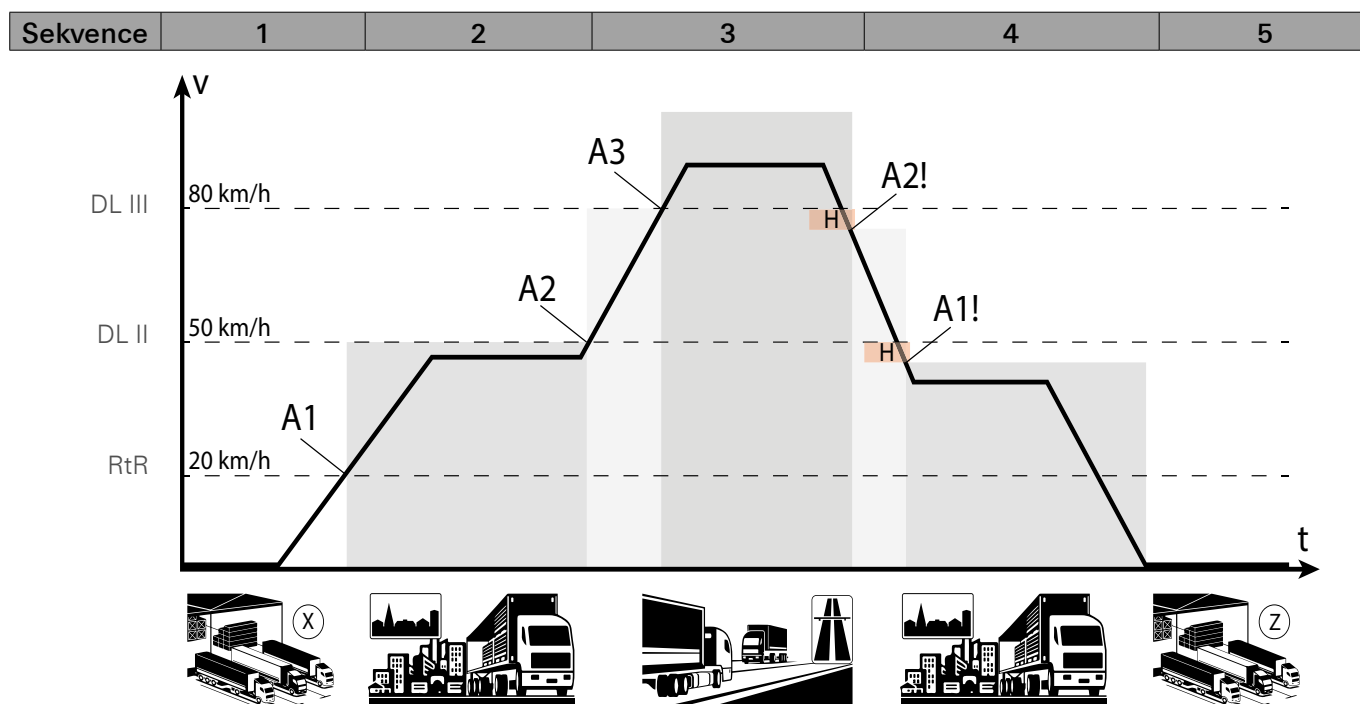 Sekvence 1 2 3 4 5
v
A3
A2!
DL III 80 km/h
H
A2
A1!
DL II 50 km/h
H
A1
RtR 20 km/h
t
X
Z